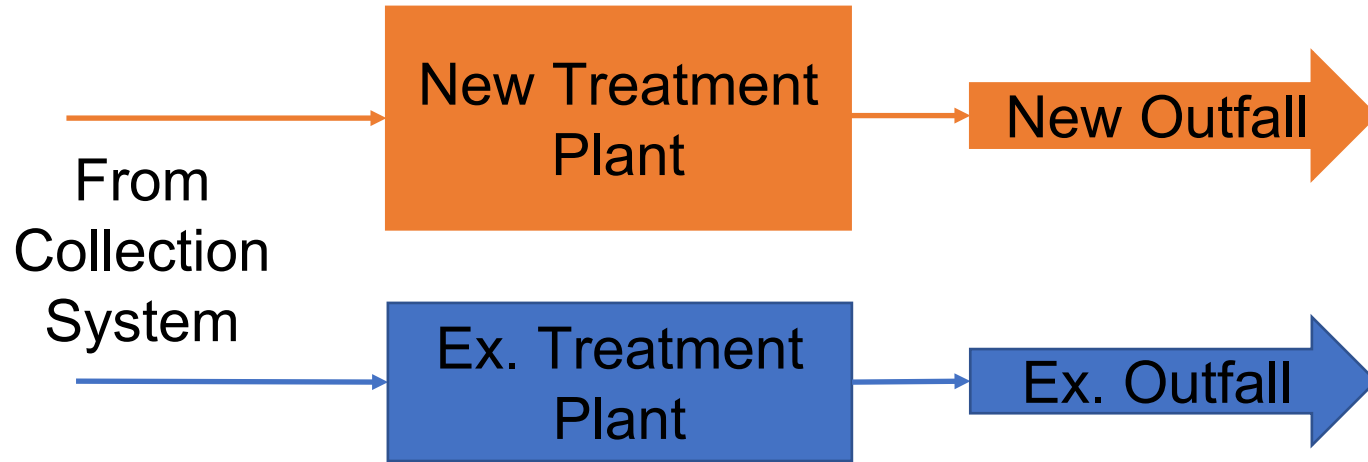 From
Collection
System
New Treatment
Plant
New Outfall
Ex. Treatment
Plant
Ex. Outfall